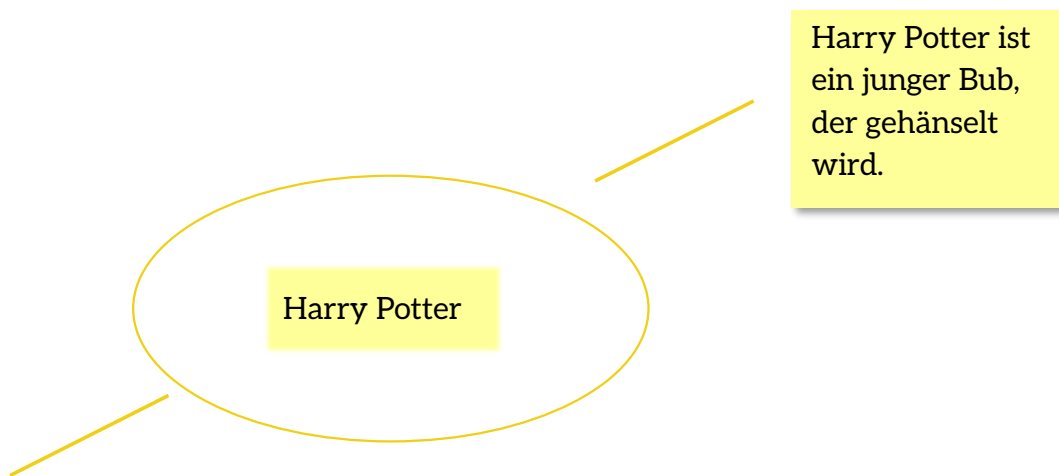 Harry Potter ist
ein junger Bub,
der gehänselt
wird.
Harry Potter